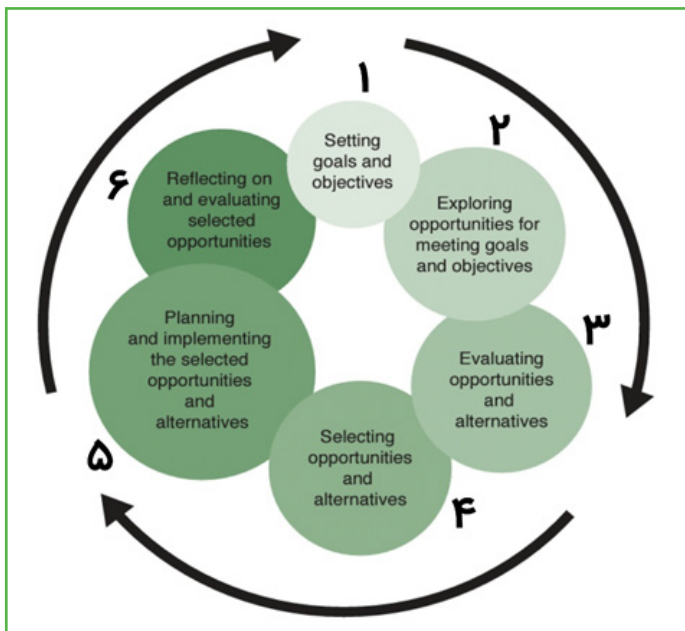 ۱
Setting
goals and
objectives
۲
Exploring
opportunities for
meeting goals
and objectives
۳
Evaluating
opportunities
and
alternatives
۴
Selecting
opportunities
and
alternatives
۵
Planning
and implementing
the selected
opportunities
and
alternatives
۶
Reflecting on
and evaluating
selected
opportunities